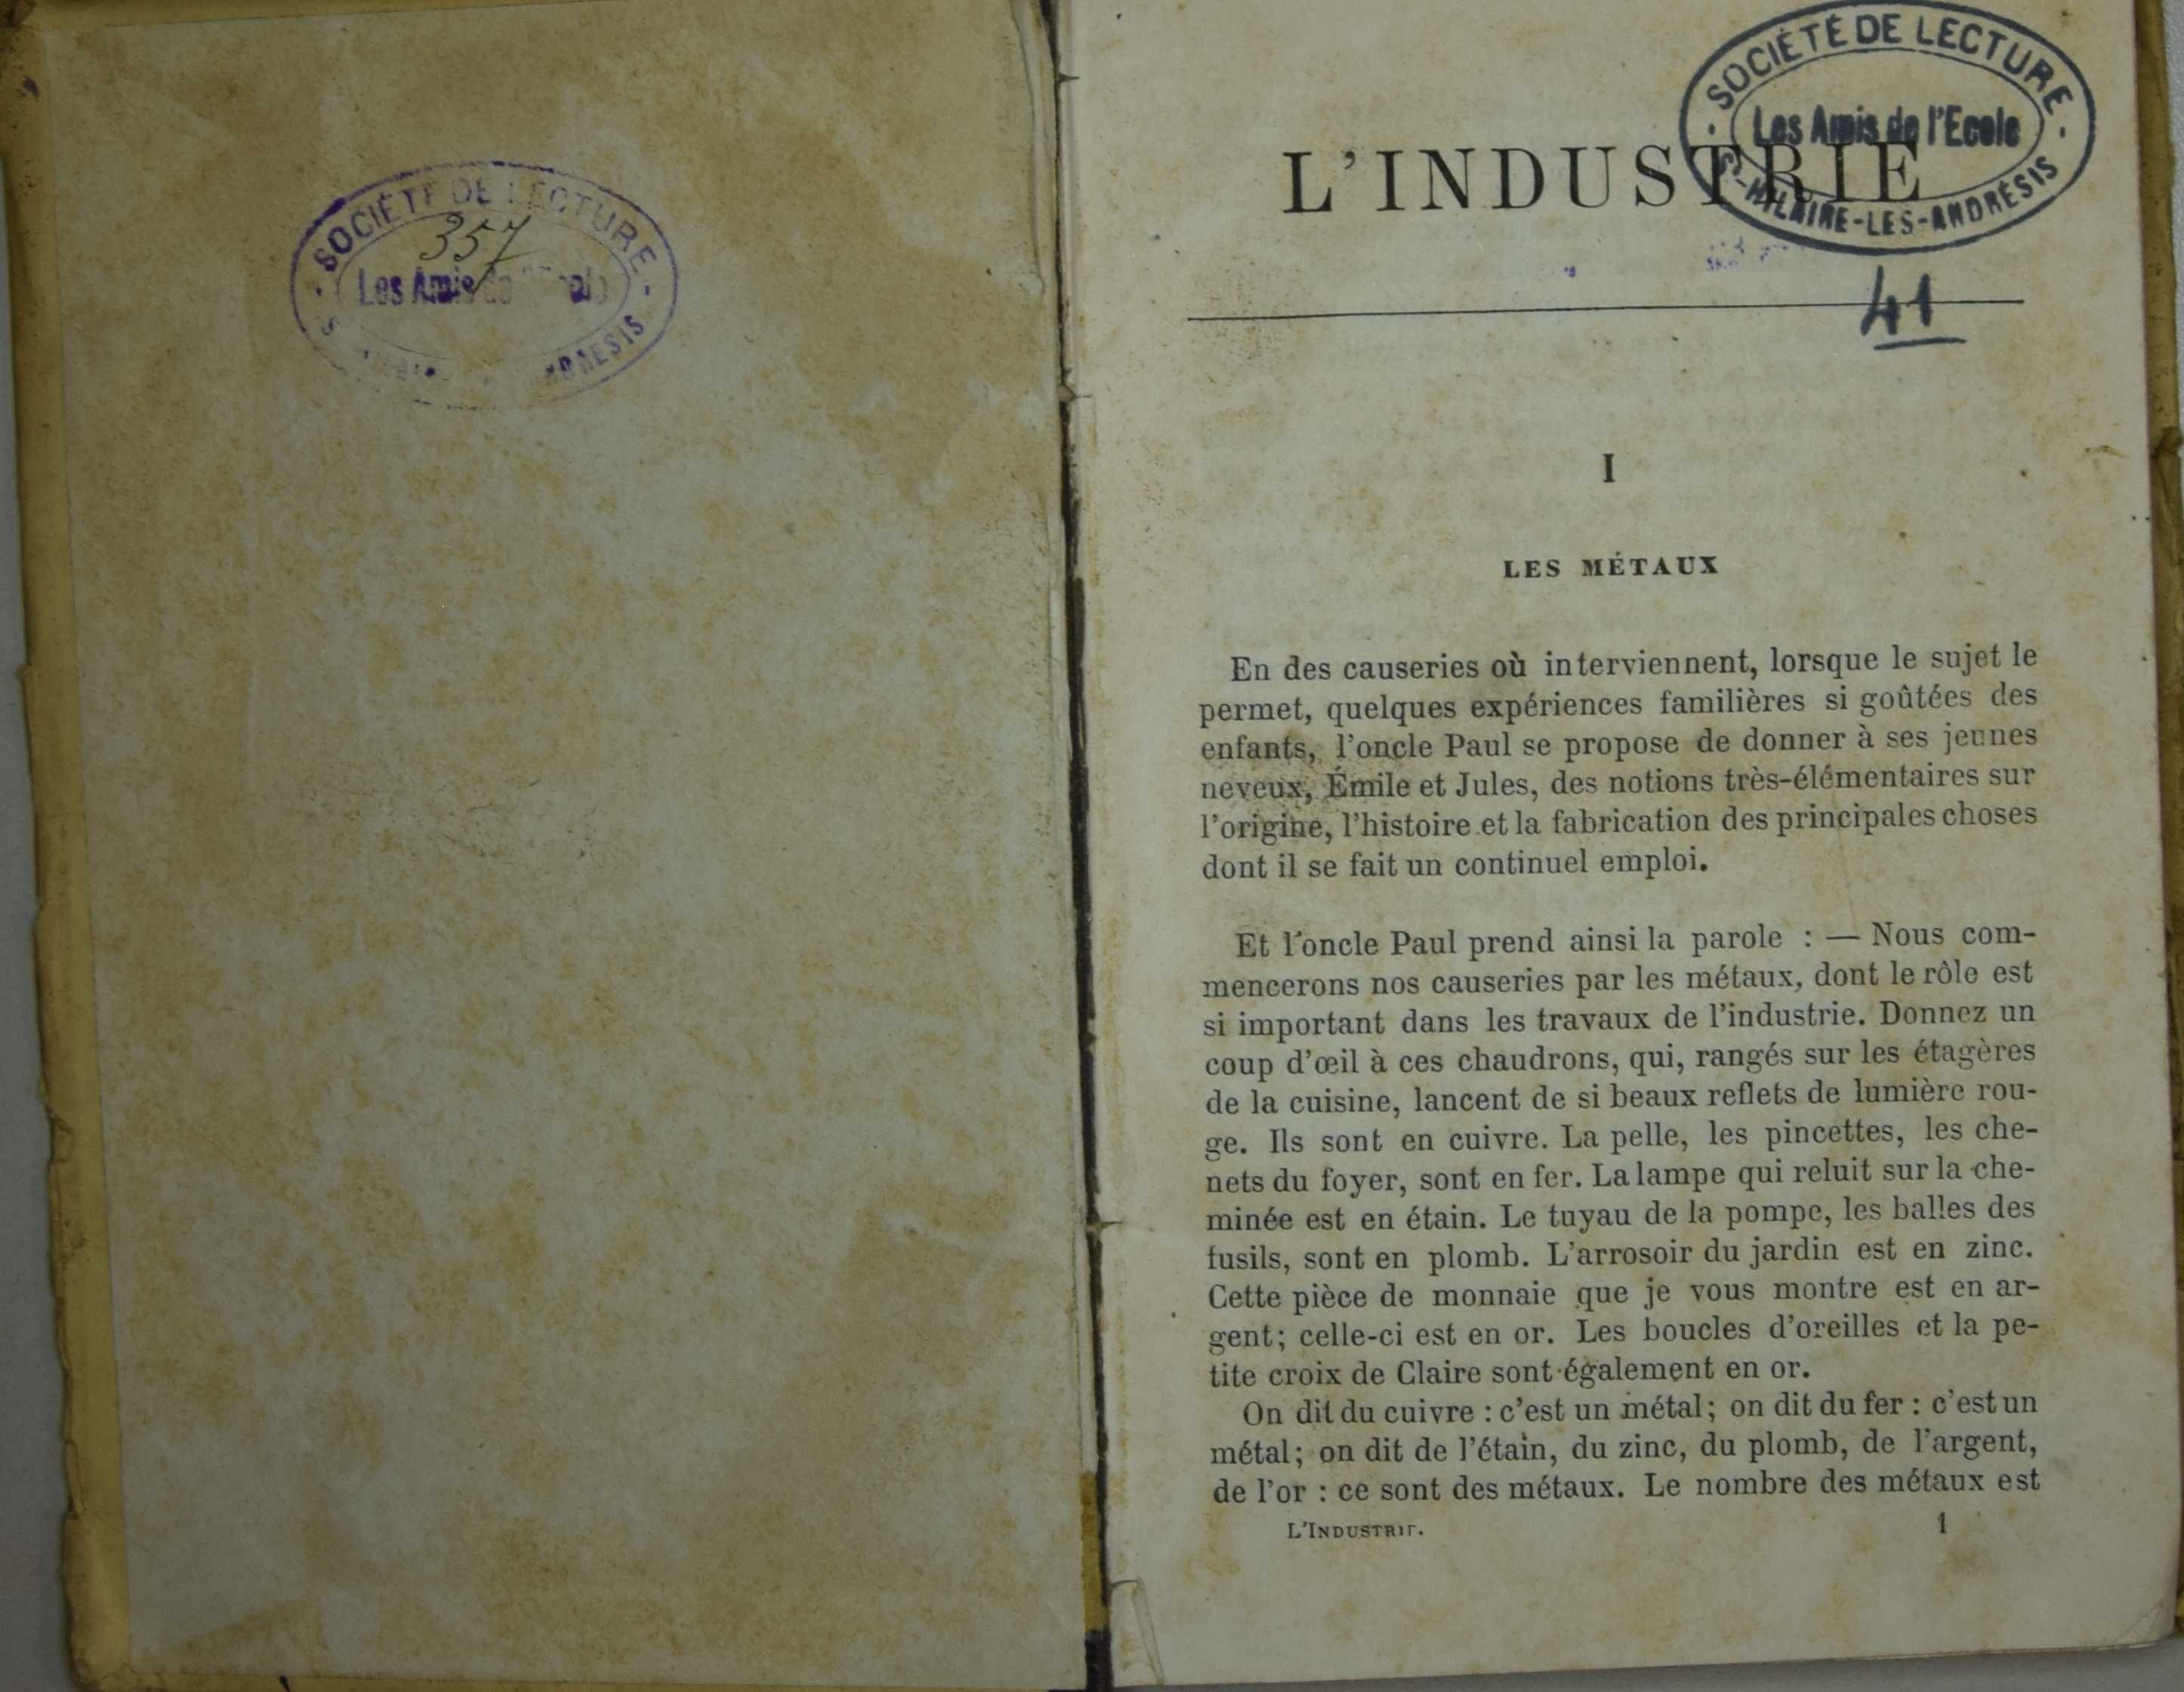 SOCIÉTÉ DE LECTURE
357
Les Amis
SOCIÉTÉ DE LECTURE
Les Amis de l'Ecole
St-HILAIRE-LES-ANDRÉSIS
L'INDUSTRIE
41
I
LES MÉTAUX
En des causeries où interviennent, lorsque le sujet le
permet, quelques expériences familières si goûtées des
enfants, l'oncle Paul se propose de donner à ses jeunes
neveux, Émile et Jules, des notions très-élémentaires sur
l'origine, l'histoire et la fabrication des principales choses
dont il se fait un continuel emploi.
Et l'oncle Paul prend ainsi la parole : — Nous com-
mencerons nos causeries par les métaux, dont le rôle est
si important dans les travaux de l'industrie. Donnez un
coup d'œil à ces chaudrons, qui, rangés sur les étagères
de la cuisine, lancent de si beaux reflets de lumière rou-
ge. Ils sont en cuivre. La pelle, les pincettes, les che-
nets du foyer, sont en fer. La lampe qui reluit sur la che-
minée est en étain. Le tuyau de la pompe, les balles des
fusils, sont en plomb. L'arrosoir du jardin est en zinc.
Cette pièce de monnaie que je vous montre est en ar-
gent; celle-ci est en or. Les boucles d'oreilles et la pe-
tite croix de Claire sont également en or.
On dit du cuivre : c'est un métal; on dit du fer : c'est un
métal; on dit de l'étain, du zinc, du plomb, de l'argent,
de l'or : ce sont des métaux. Le nombre des métaux est
L'INDUSTRIE. 1